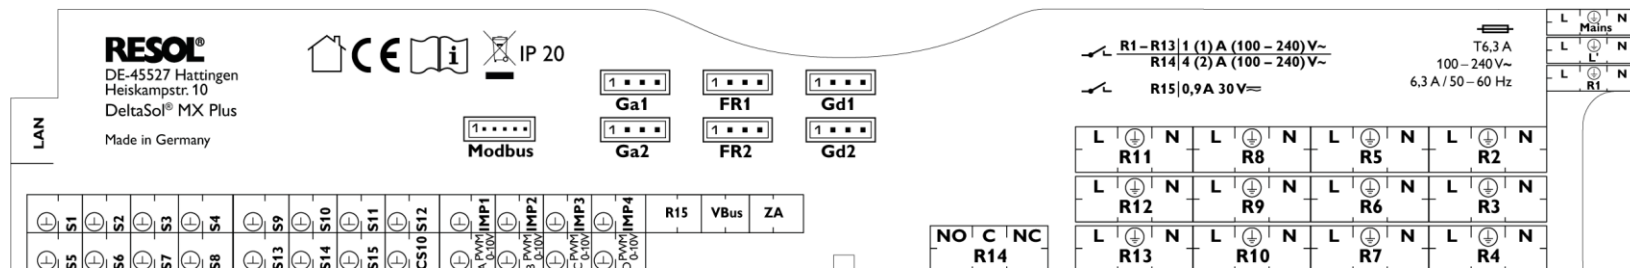 RESOL®
DE-45527 Hattingen
Heiskampstr. 10
DeltaSol® MX Plus
Made in Germany
LAN
CE
i
IP 20
1
Ga1
1
FR1
1
Gd1
1
Modbus
1
Ga2
1
FR2
1
Gd2
R1 – R13 1 (1) A (100 – 240) V~
R14 4 (2) A (100 – 240) V~
R15 0,9 A 30 V⎓
T6,3 A
100 – 240 V~
6,3 A / 50 – 60 Hz
L N
Mains
L N
L'
L N
R1
L N L N L N L N
R11 R8 R5 R2
L N L N L N L N
R12 R9 R6 R3
L N L N L N L N
R13 R10 R7 R4
NO C NC
R14
S1 S2 S3 S4 S9 S10 S11 S12 IMP1 IMP2 IMP3 IMP4 R15 VBus ZA
S5 S6 S7 S8 S13 S14 S15 CS10 A PWM 0-10V B PWM 0-10V C PWM 0-10V D PWM 0-10V